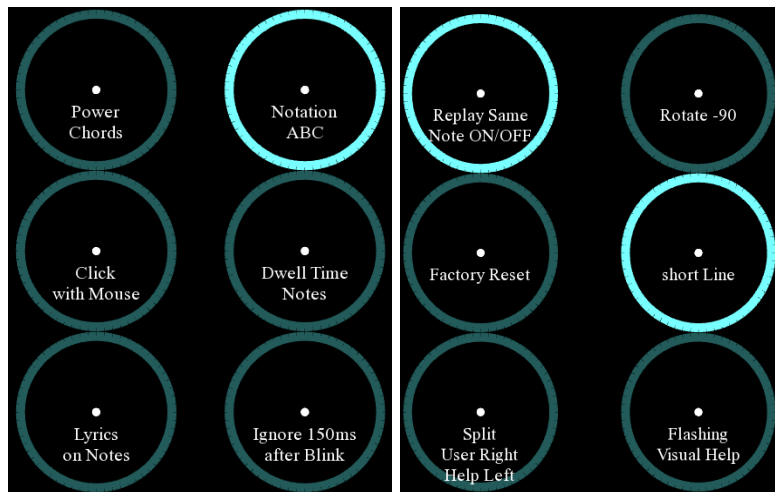 Power
Chords
Notation
ABC
Click
with Mouse
Dwell Time
Notes
Lyrics
on Notes
Ignore 150ms
after Blink
Replay Same
Note ON/OFF
Rotate -90
Factory Reset
short Line
Split
User Right
Help Left
Flashing
Visual Help